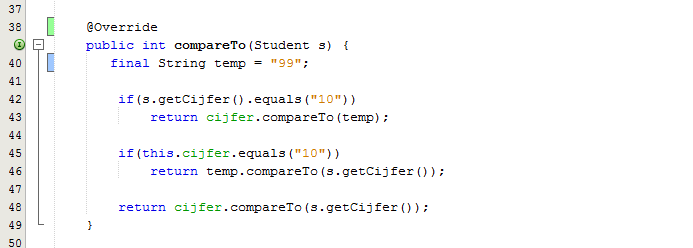 37
38 @Override
public int compareTo(Student s) {
40 final String temp = "99";
41
42 if(s.getCijfer().equals("10"))
43 return cijfer.compareTo(temp);
44
45 if(this.cijfer.equals("10"))
46 return temp.compareTo(s.getCijfer());
47
48 return cijfer.compareTo(s.getCijfer());
49 }
50